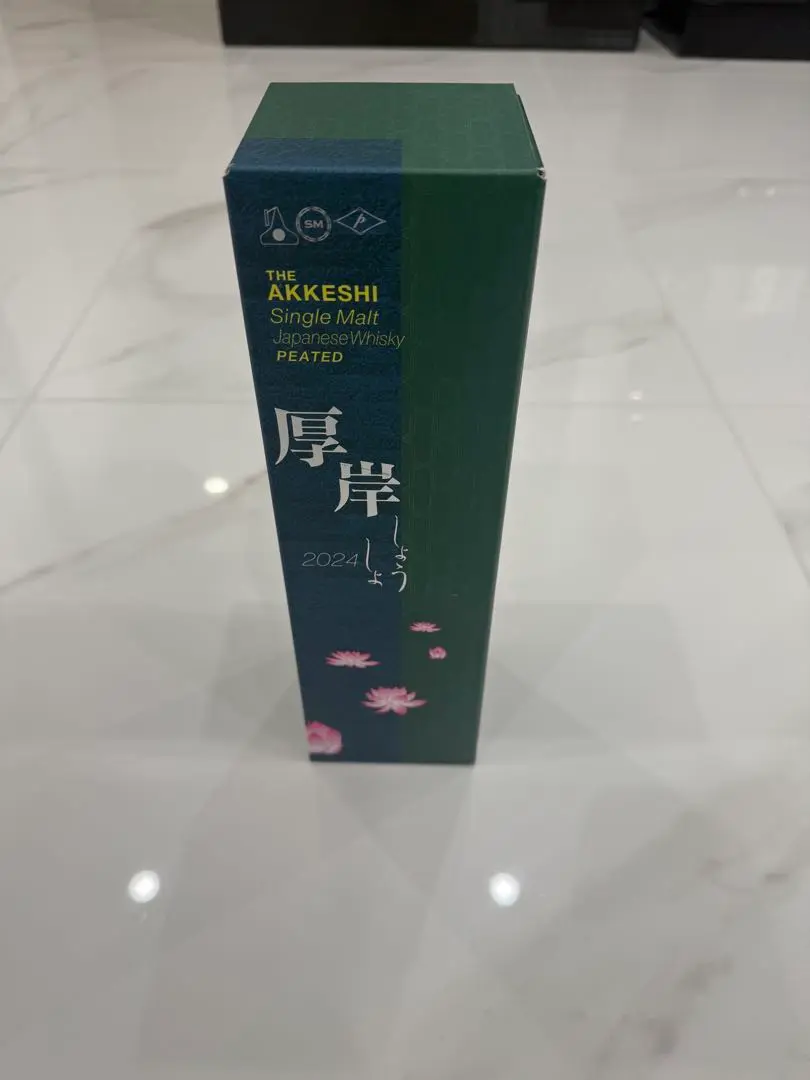 SM
p
THE
AKKESHI
Single Malt
Japanese Whisky
PEATED
厚
岸
2024
しょうしょ